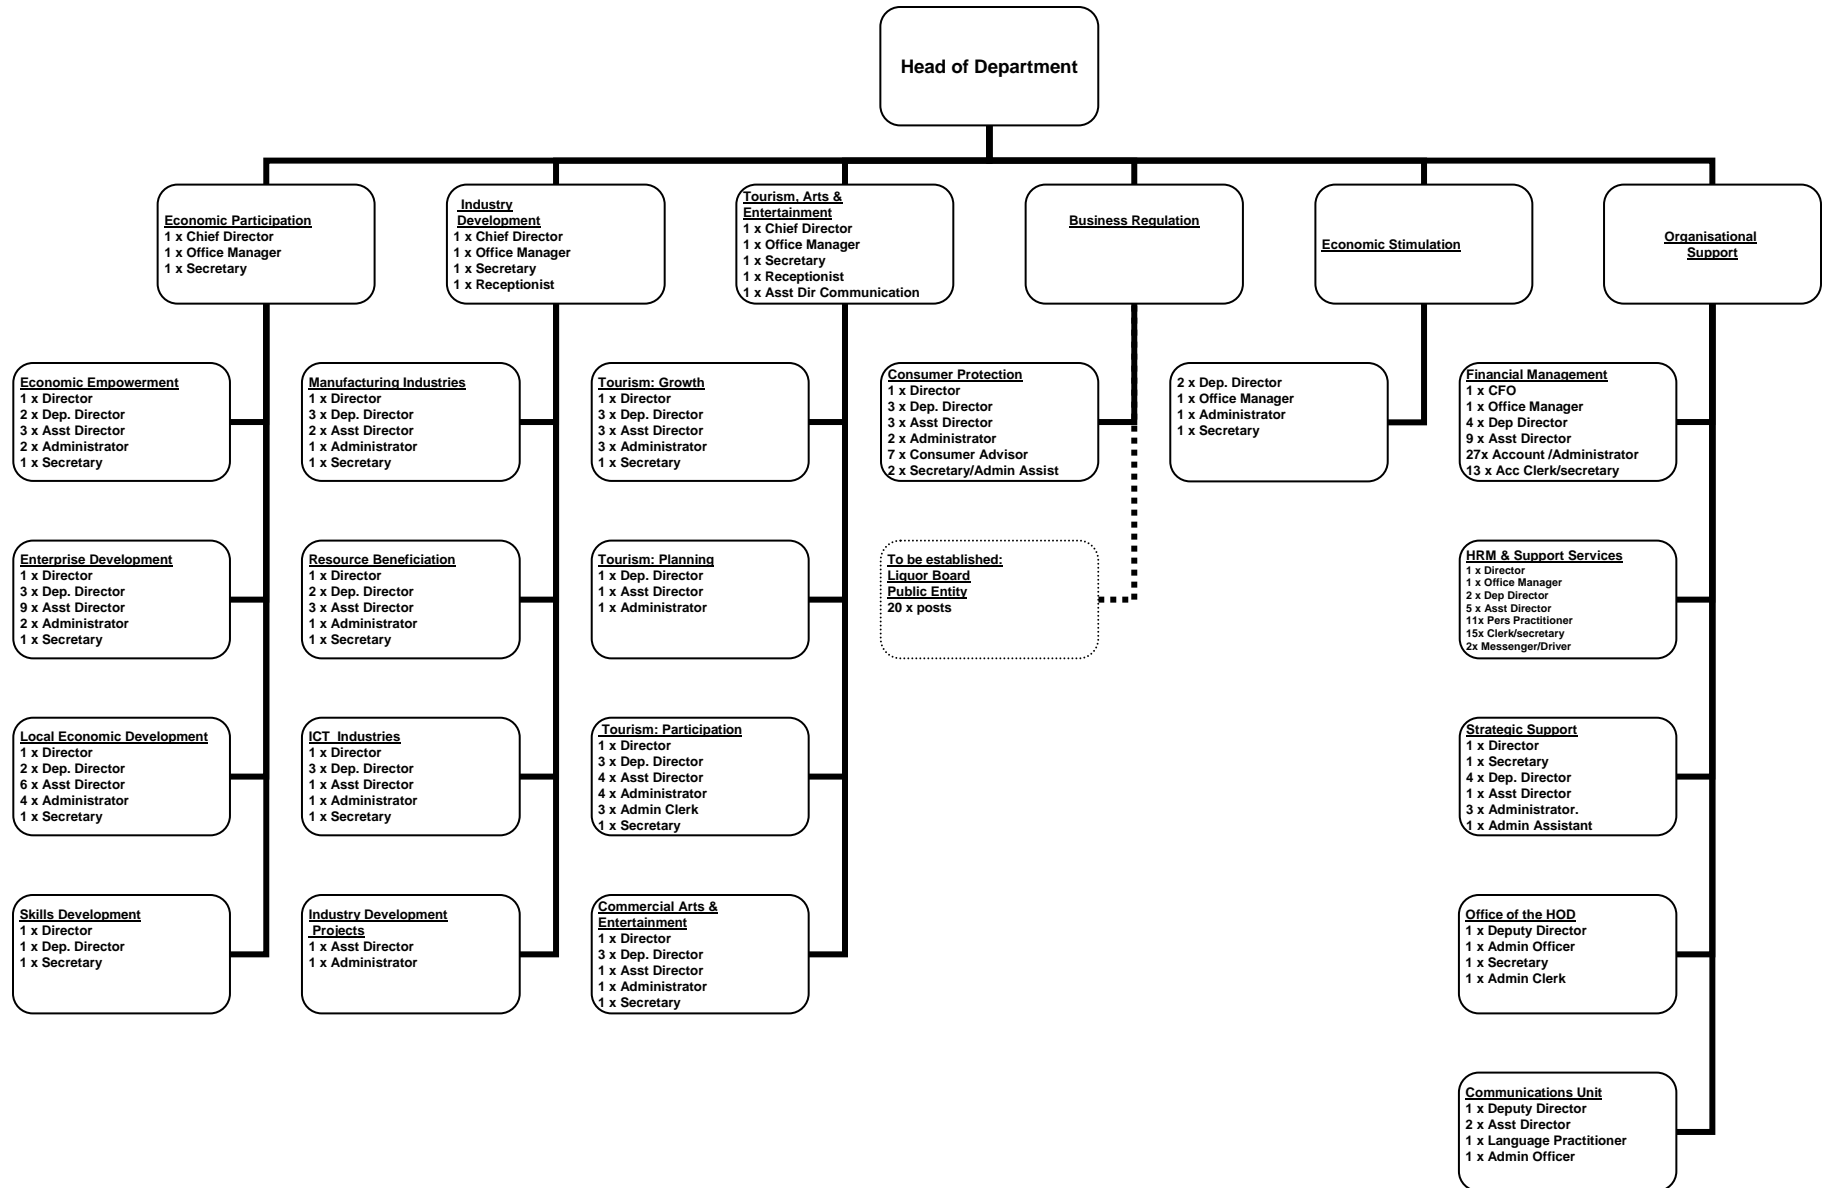 Head of Department
Economic Participation
1 x Chief Director
1 x Office Manager
1 x Secretary
Industry
Development
1 x Chief Director
1 x Office Manager
1 x Secretary
1 x Receptionist
Tourism, Arts &
Entertainment
1 x Chief Director
1 x Office Manager
1 x Secretary
1 x Receptionist
1 x Asst Dir Communication
Business Regulation
Economic Stimulation
Organisational
Support
Economic Empowerment
1 x Director
2 x Dep. Director
3 x Asst Director
2 x Administrator
1 x Secretary
Manufacturing Industries
1 x Director
3 x Dep. Director
2 x Asst Director
1 x Administrator
1 x Secretary
Tourism: Growth
1 x Director
3 x Dep. Director
3 x Asst Director
3 x Administrator
1 x Secretary
Consumer Protection
1 x Director
3 x Dep. Director
3 x Asst Director
2 x Administrator
7 x Consumer Advisor
2 x Secretary/Admin Assist
2 x Dep. Director
1 x Office Manager
1 x Administrator
1 x Secretary
Financial Management
1 x CFO
1 x Office Manager
4 x Dep Director
9 x Asst Director
27x Account /Administrator
13 x Acc Clerk/secretary
Enterprise Development
1 x Director
3 x Dep. Director
9 x Asst Director
2 x Administrator
1 x Secretary
Resource Beneficiation
1 x Director
2 x Dep. Director
3 x Asst Director
1 x Administrator
1 x Secretary
Tourism: Planning
1 x Dep. Director
1 x Asst Director
1 x Administrator
To be established:
Liquor Board
Public Entity
20 x posts
HRM & Support Services
1 x Director
1 x Office Manager
2 x Dep Director
5 x Asst Director
11x Pers Practitioner
15x Clerk/secretary
2x Messenger/Driver
Local Economic Development
1 x Director
2 x Dep. Director
6 x Asst Director
4 x Administrator
1 x Secretary
ICT Industries
1 x Director
3 x Dep. Director
1 x Asst Director
1 x Administrator
1 x Secretary
Tourism: Participation
1 x Director
3 x Dep. Director
4 x Asst Director
4 x Administrator
3 x Admin Clerk
1 x Secretary
Strategic Support
1 x Director
1 x Secretary
4 x Dep. Director
1 x Asst Director
3 x Administrator.
1 x Admin Assistant
Skills Development
1 x Director
1 x Dep. Director
1 x Secretary
Industry Development
Projects
1 x Asst Director
1 x Administrator
Commercial Arts &
Entertainment
1 x Director
3 x Dep. Director
1 x Asst Director
1 x Administrator
1 x Secretary
Office of the HOD
1 x Deputy Director
1 x Admin Officer
1 x Secretary
1 x Admin Clerk
Communications Unit
1 x Deputy Director
2 x Asst Director
1 x Language Practitioner
1 x Admin Officer